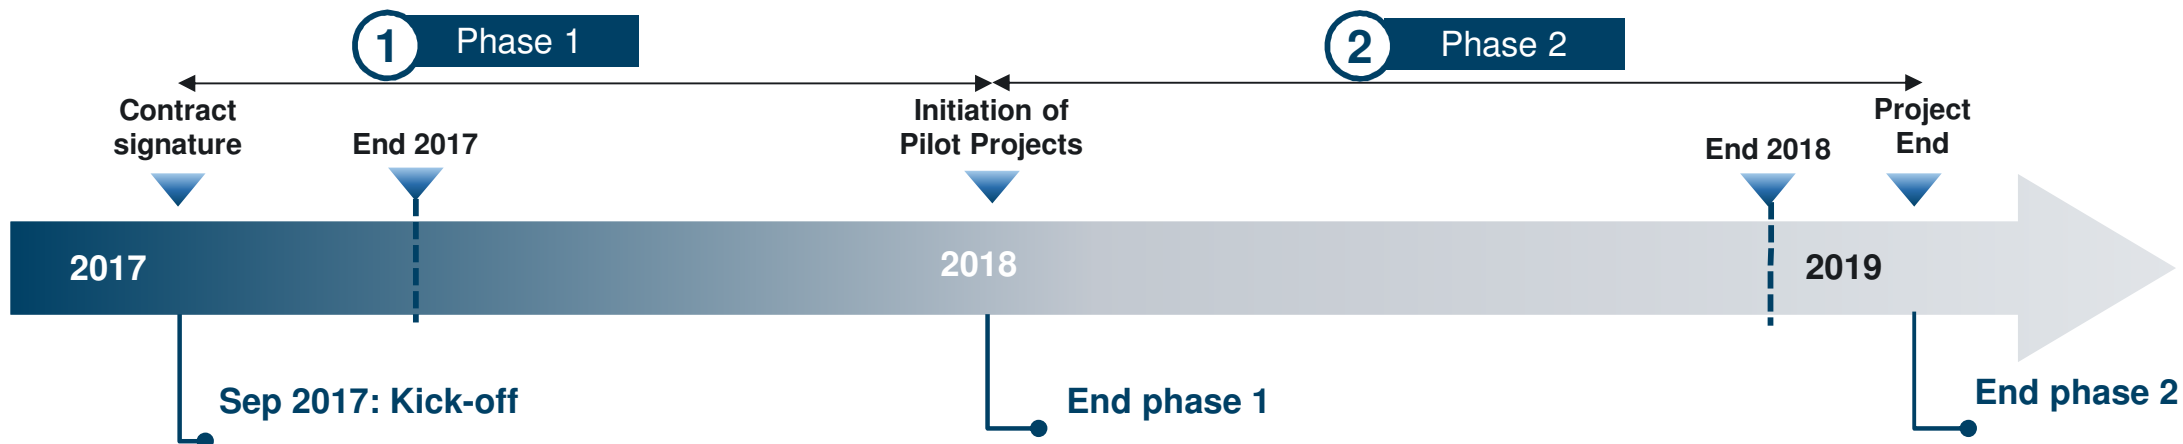 1 Phase 1
2 Phase 2
Contract
signature
End 2017
Initiation of
Pilot Projects
End 2018
Project
End
2017
2018
2019
Sep 2017: Kick-off
End phase 1
End phase 2